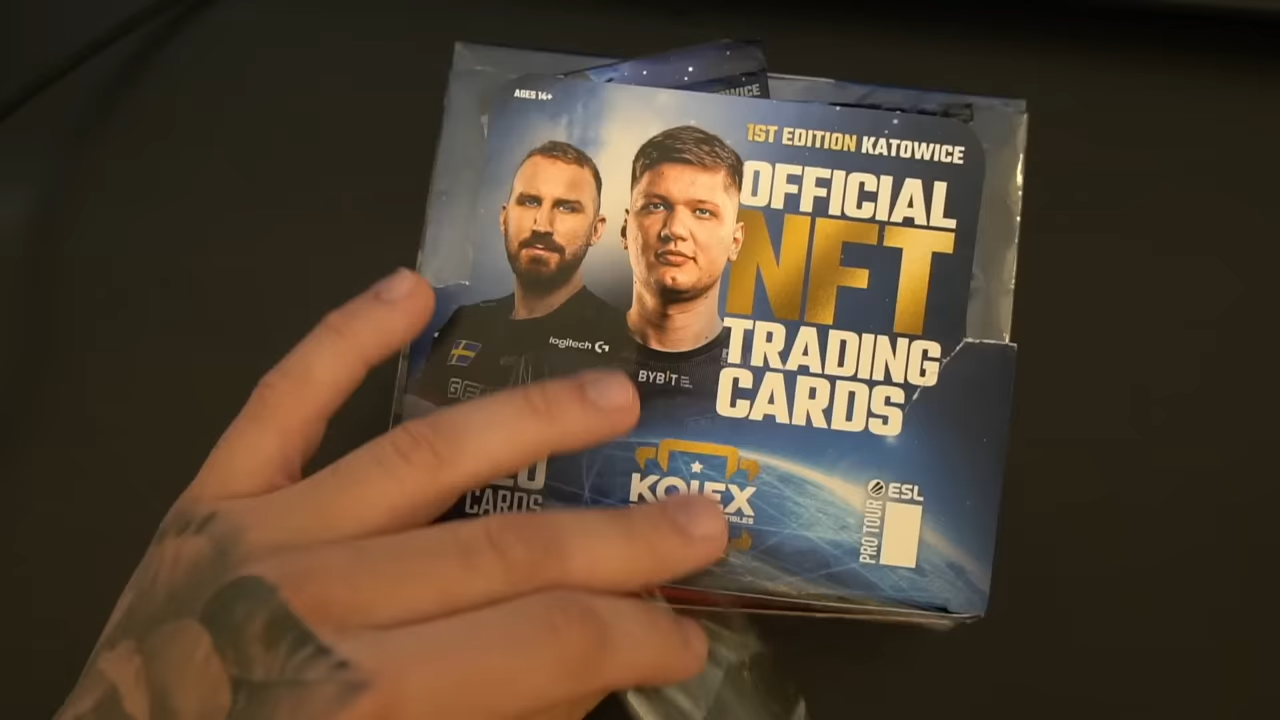 AGES 14+
1ST EDITION KATOWICE
OFFICIAL
NFT
TRADING
CARDS
logitech G
BYBIT
CARDS
KOLEX
ESL
PRO TOUR